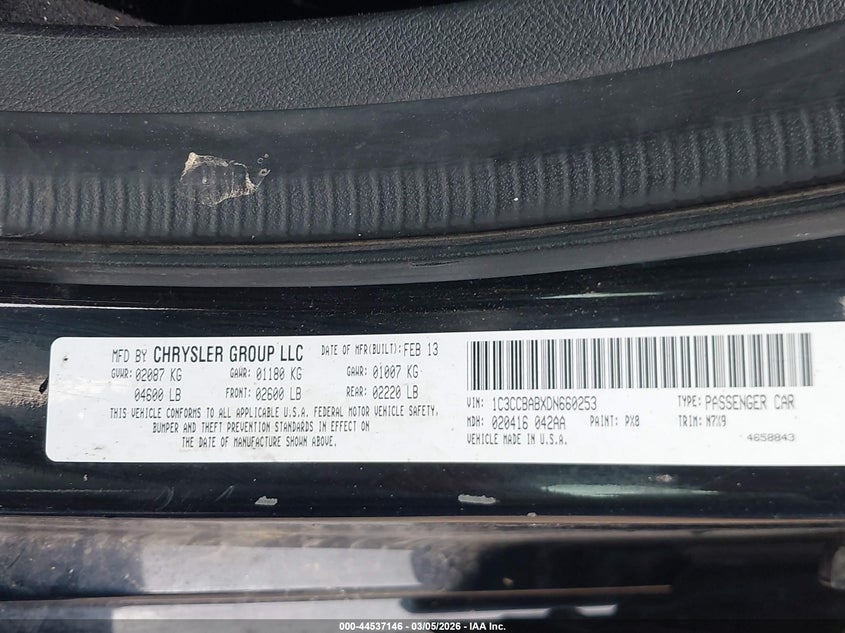 MFD BY CHRYSLER GROUP LLC DATE OF MFR(BUILT): FEB 13
GVWR: 02087 KG GAWR: 01180 KG GAWR: 01007 KG
04600 LB FRONT: 02600 LB REAR: 02220 LB
THIS VEHICLE CONFORMS TO ALL APPLICABLE U.S.A. FEDERAL MOTOR VEHICLE SAFETY,
BUMPER AND THEFT PREVENTION STANDARDS IN EFFECT ON
THE DATE OF MANUFACTURE SHOWN ABOVE.
VIN: 1C3CCBABXDN660253 TYPE: PASSENGER CAR
MDH: 020416 042AA PAINT: PX8 TRIM: N7X9
VEHICLE MADE IN U.S.A. 4658843
000-44537146 - 03/05/2026 - IAA Inc.